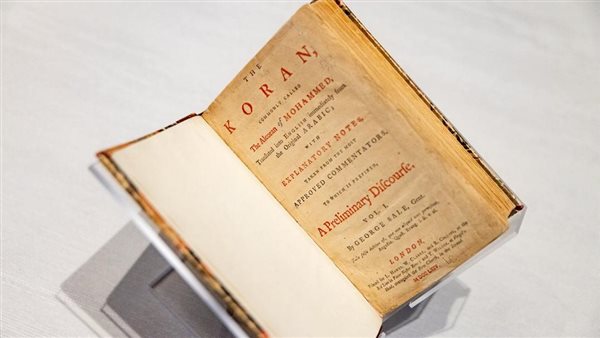 THE
KORAN,
COMMONLY CALLED
The Alcoran of MOHAMMED,
Tranſlated into ENGLISH immediately from
the Original ARABIC;
WITH
EXPLANATORY NOTES,
TAKEN FROM THE MOST
APPROVED COMMENTATORS.
TO WHICH IS PREFIXED,
A Preliminary Diſcourſe.
VOL. I.
By GEORGE SALE, Gent.
LONDON,